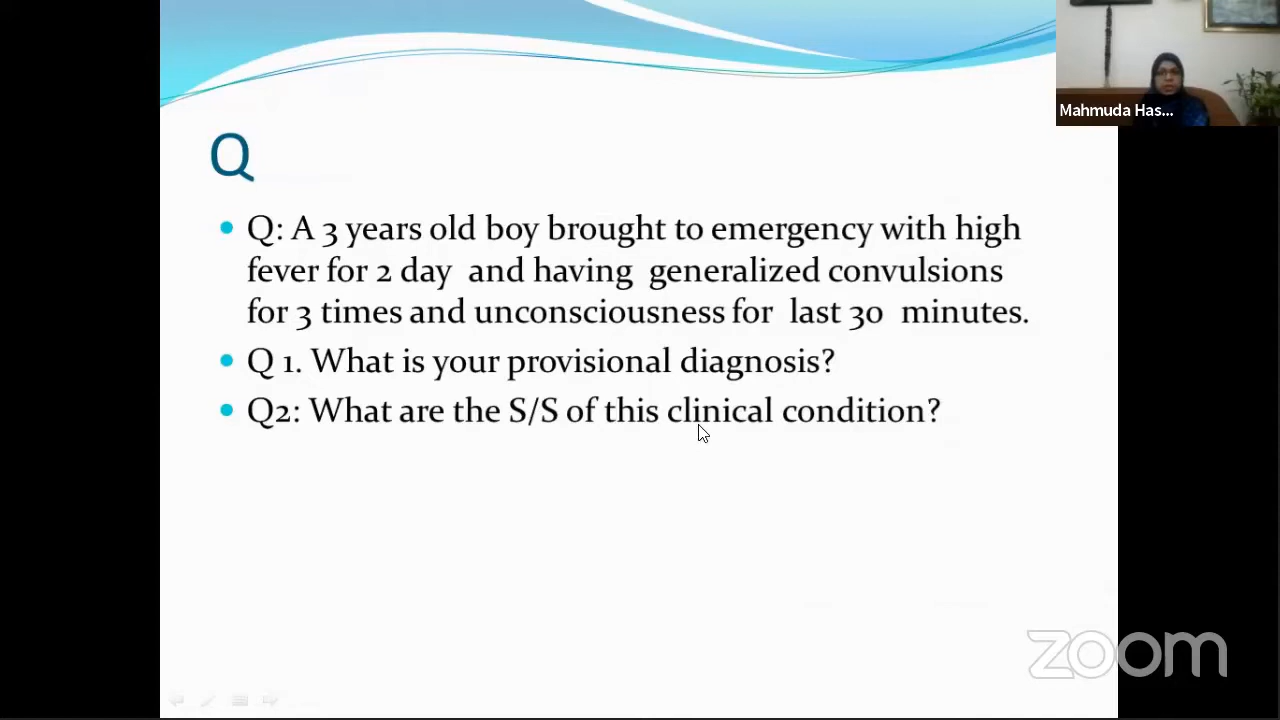 Q
Q: A 3 years old boy brought to emergency with high
fever for 2 day and having generalized convulsions
for 3 times and unconsciousness for last 30 minutes.
Q 1. What is your provisional diagnosis?
Q2: What are the S/S of this clinical condition?
Mahmuda Has...
zoom